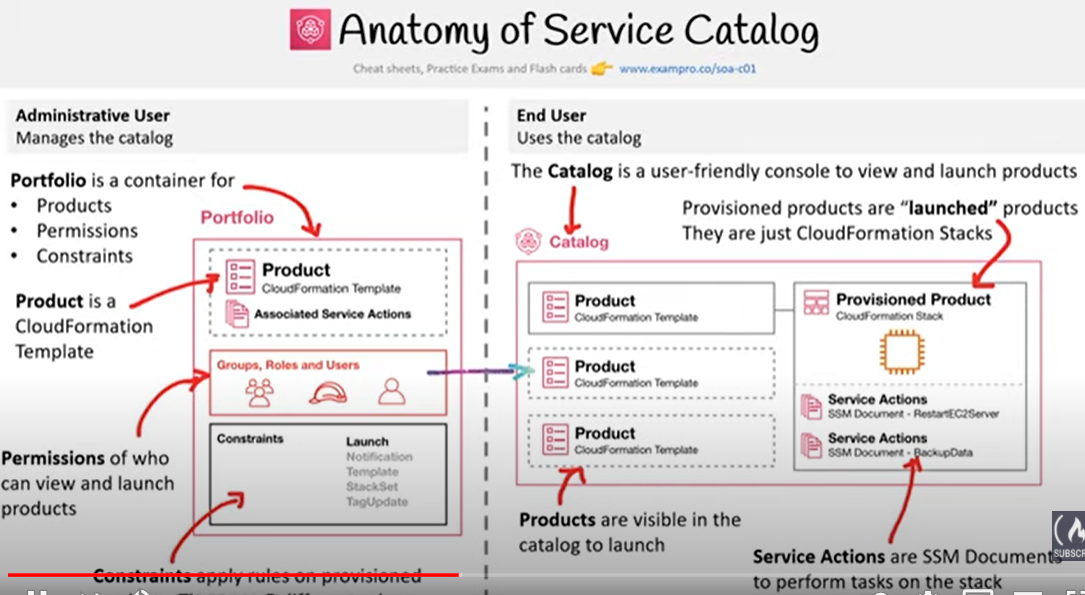 Anatomy of Service Catalog
Cheat sheets, Practice Exams and Flash cards 👉 www.exampro.co/soa-c01
Administrative User
Manages the catalog
Portfolio is a container for
• Products
• Permissions
• Constraints
Product is a
CloudFormation
Template
Permissions of who
can view and launch
products
Portfolio
Product
CloudFormation Template
Associated Service Actions
Groups, Roles and Users
Constraints
Launch
Notification
Template
StackSet
TagUpdate
Constraints apply rules on provisioned
End User
Uses the catalog
The Catalog is a user-friendly console to view and launch products
Provisioned products are “launched” products
They are just CloudFormation Stacks
Catalog
Product
CloudFormation Template
Product
CloudFormation Template
Product
CloudFormation Template
Provisioned Product
CloudFormation Stack
Service Actions
SSM Document - RestartEC2Server
Service Actions
SSM Document - BackupData
Products are visible in the
catalog to launch
Service Actions are SSM Documents
to perform tasks on the stack